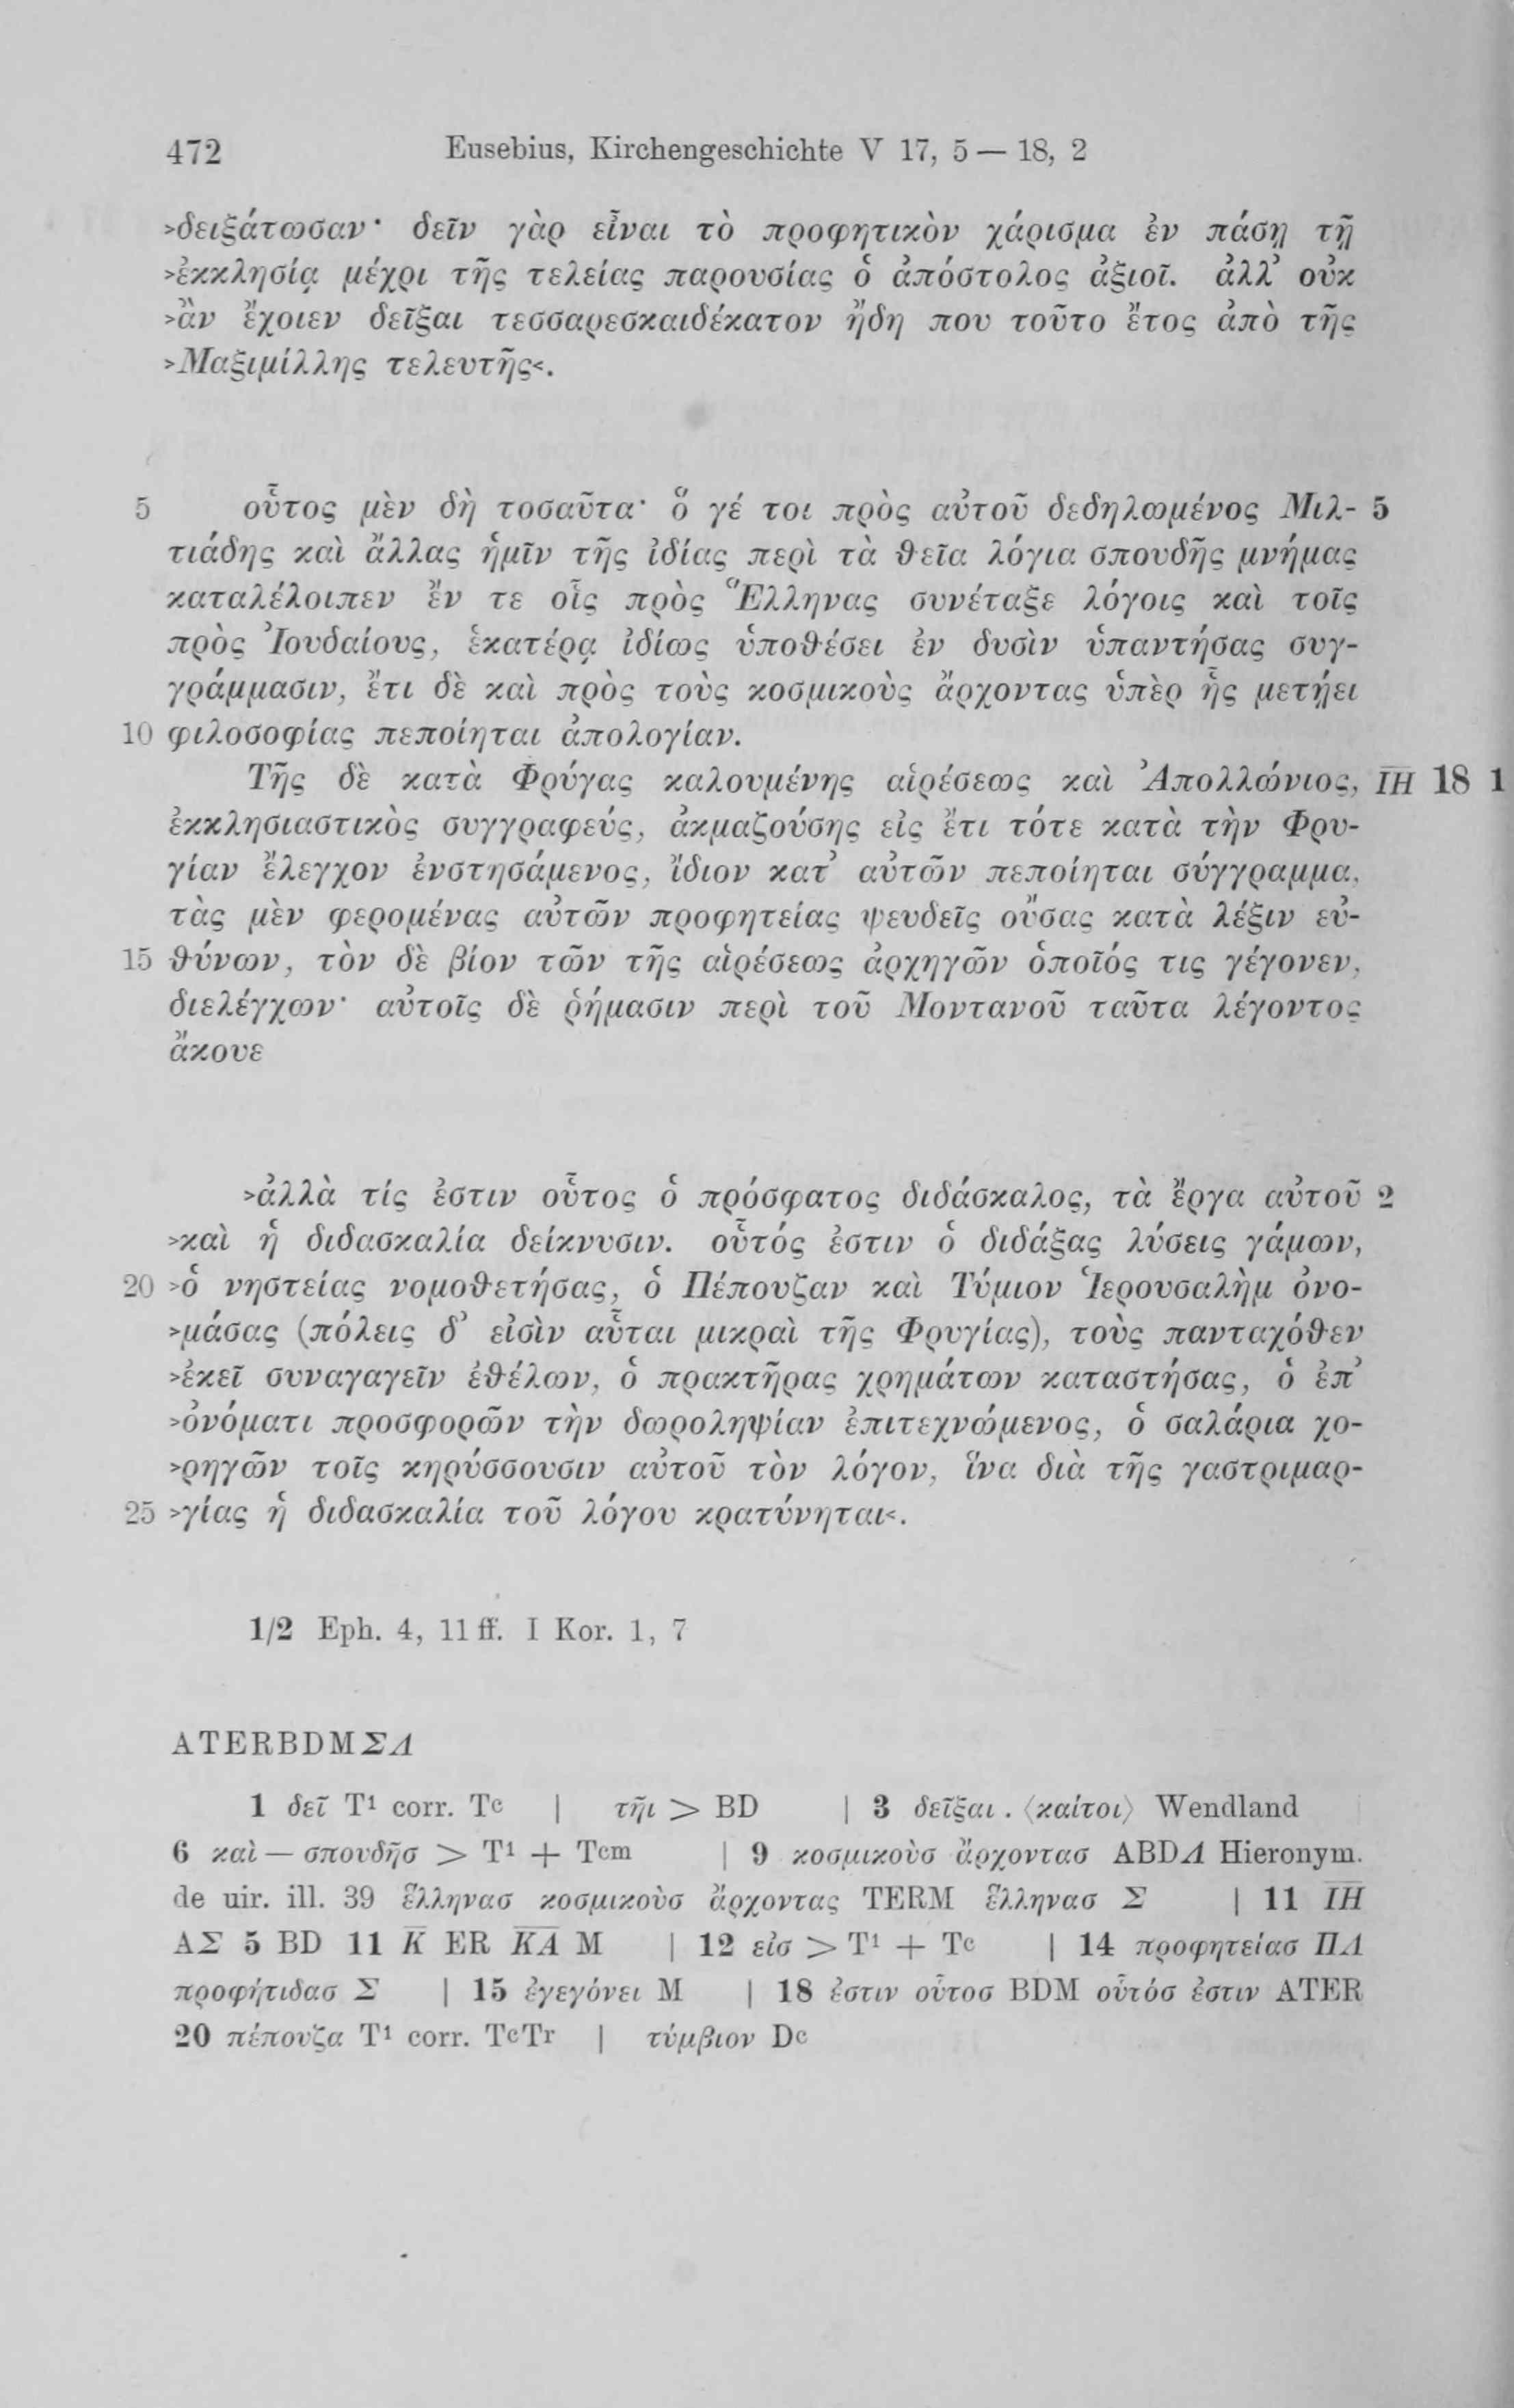 472 Eusebius, Kirchengeschichte V 17, 5 — 18, 2
>δειξάτωσαν· δεῖν γὰρ εἶναι τὸ προφητικὸν χάρισμα ἐν πάσῃ τῇ
>ἐκκλησίᾳ μέχρι τῆς τελείας παρουσίας ὁ ἀπόστολος ἀξιοῖ. ἀλλ᾽ οὐκ
>ἂν ἔχοιεν δεῖξαι τεσσαρεσκαιδέκατον ἤδη που τοῦτο ἔτος ἀπὸ τῆς
>Μαξιμίλλης τελευτῆς<.
5 οὗτος μὲν δὴ τοσαῦτα· ὅ γέ τοι πρὸς αὐτοῦ δεδηλωμένος Μιλ- 5
τιάδης καὶ ἄλλας ἡμῖν τῆς ἰδίας περὶ τὰ θεῖα λόγια σπουδῆς μνήμας
καταλέλοιπεν ἔν τε οἷς πρὸς Ἕλληνας συνέταξε λόγοις καὶ τοῖς
πρὸς Ἰουδαίους, ἑκατέρᾳ ἰδίως ὑποθέσει ἐν δυσὶν ὑπαντήσας συγ-
γράμμασιν, ἔτι δὲ καὶ πρὸς τοὺς κοσμικοὺς ἄρχοντας ὑπὲρ ἧς μετῄει
10 φιλοσοφίας πεποίηται ἀπολογίαν.
Τῆς δὲ κατὰ Φρύγας καλουμένης αἱρέσεως καὶ Ἀπολλώνιος, ΙΗ 18 1
ἐκκλησιαστικὸς συγγραφεύς, ἀκμαζούσης εἰς ἔτι τότε κατὰ τὴν Φρυ-
γίαν ἔλεγχον ἐνστησάμενος, ἴδιον κατ᾽ αὐτῶν πεποίηται σύγγραμμα,
τὰς μὲν φερομένας αὐτῶν προφητείας ψευδεῖς οὔσας κατὰ λέξιν εὐ-
15 θύνων, τὸν δὲ βίον τῶν τῆς αἱρέσεως ἀρχηγῶν ὁποῖός τις γέγονεν,
διελέγχων· αὐτοῖς δὲ ῥήμασιν περὶ τοῦ Μοντανοῦ ταῦτα λέγοντος
ἄκουε
>ἀλλὰ τίς ἐστιν οὗτος ὁ πρόσφατος διδάσκαλος, τὰ ἔργα αὐτοῦ 2
>καὶ ἡ διδασκαλία δείκνυσιν. οὗτός ἐστιν ὁ διδάξας λύσεις γάμων,
20 >ὁ νηστείας νομοθετήσας, ὁ Πέπουζαν καὶ Τύμιον Ἱερουσαλὴμ ὀνο-
>μάσας (πόλεις δ᾽ εἰσὶν αὗται μικραὶ τῆς Φρυγίας), τοὺς πανταχόθεν
>ἐκεῖ συναγαγεῖν ἐθέλων, ὁ πρακτῆρας χρημάτων καταστήσας, ὁ ἐπ᾽
>ὀνόματι προσφορῶν τὴν δωροληψίαν ἐπιτεχνώμενος, ὁ σαλάρια χο-
>ρηγῶν τοῖς κηρύσσουσιν αὐτοῦ τὸν λόγον, ἵνα διὰ τῆς γαστριμαρ-
25 >γίας ἡ διδασκαλία τοῦ λόγου κρατύνηται<.
1/2 Eph. 4, 11 ff. I Kor. 1, 7
ATERBDMΣΛ
1 δεῖ T¹ corr. Tᶜ | τῆι > BD | 3 δεῖξαι . ⟨καίτοι⟩ Wendland
6 καὶ — σπουδῆσ > T¹ + Tᶜᵐ | 9 κοσμικοὺσ ἄρχοντασ ABDΛ Hieronym.
de uir. ill. 39 ἕλληνασ κοσμικοὺσ ἄρχοντας TERM ἕλληνασ Σ | 11 ΙΗ
AΣ 5 BD 11 Κ ER ΚΑ M | 12 εἰσ > T¹ + Tᶜ | 14 προφητείασ ΠΛ
προφήτιδασ Σ | 15 ἐγεγόνει M | 18 ἐστιν οὗτοσ BDM οὗτόσ ἐστιν ATER
20 πέπουζα T¹ corr. TᶜTʳ | τύμβιον Dᶜ